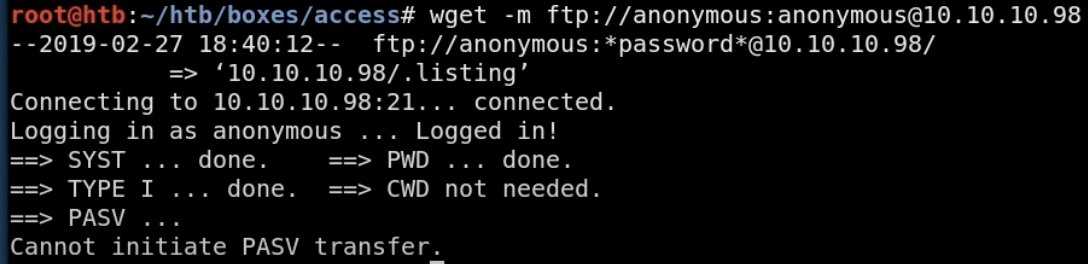 root@htb:~/htb/boxes/access# wget -m ftp://anonymous:anonymous@10.10.10.98
--2019-02-27 18:40:12--  ftp://anonymous:*password*@10.10.10.98/
           => ‘10.10.10.98/.listing’
Connecting to 10.10.10.98:21... connected.
Logging in as anonymous ... Logged in!
==> SYST ... done.    ==> PWD ... done.
==> TYPE I ... done.  ==> CWD not needed.
==> PASV ...
Cannot initiate PASV transfer.